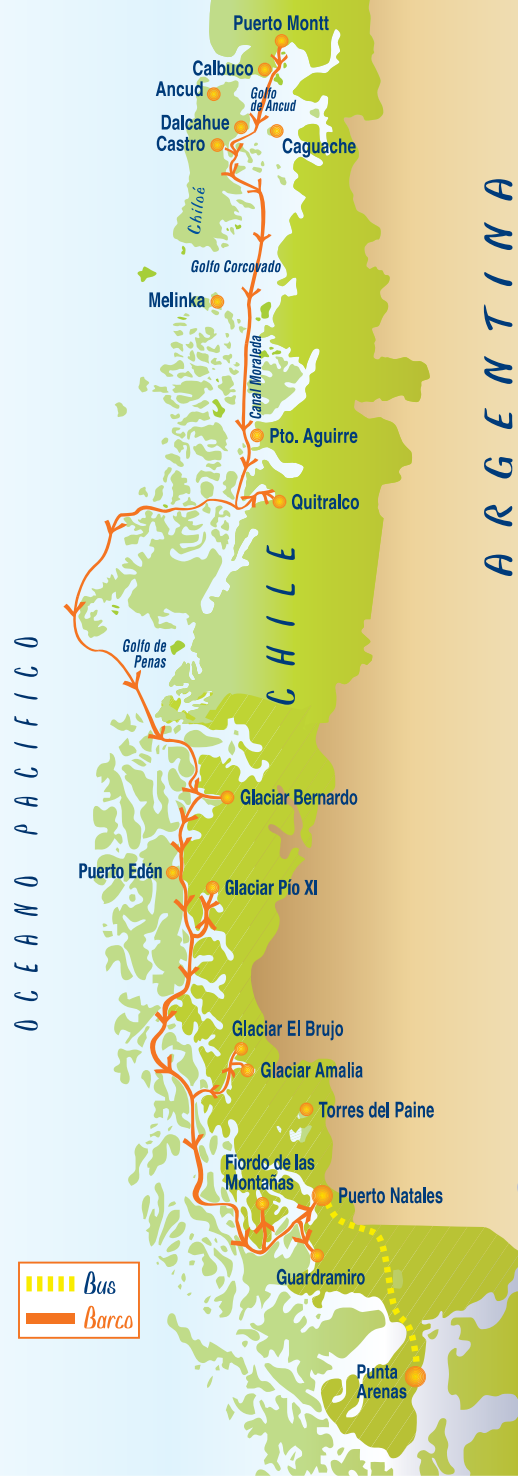 Puerto Montt
Calbuco
Ancud
Golfo
de Ancud
Dalcahue
Castro
Caguache
Chiloé
Golfo Corcovado
Melinka
Canal Moraleda
Pto. Aguirre
Quitralco
ARGENTINA
CHILE
OCEANO PACIFICO
Golfo de
Penas
Glaciar Bernardo
Puerto Edén
Glaciar Pío XI
Glaciar El Brujo
Glaciar Amalia
Torres del Paine
Fiordo de las
Montañas
Puerto Natales
Guardramiro
Bus
Barco
Punta
Arenas